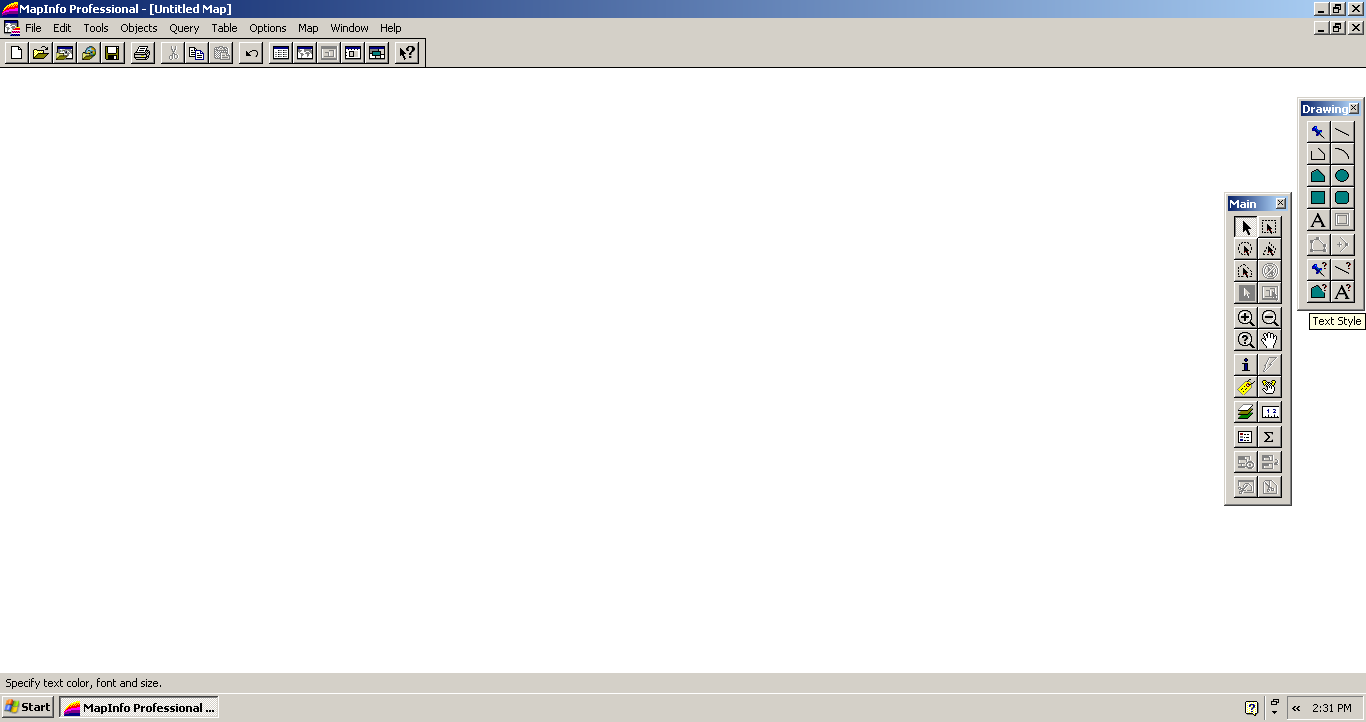 MapInfo Professional - [Untitled Map]
File Edit Tools Objects Query Table Options Map Window Help
Drawing
Main
Text Style
Specify text color, font and size.
Start
MapInfo Professional ...
2:31 PM